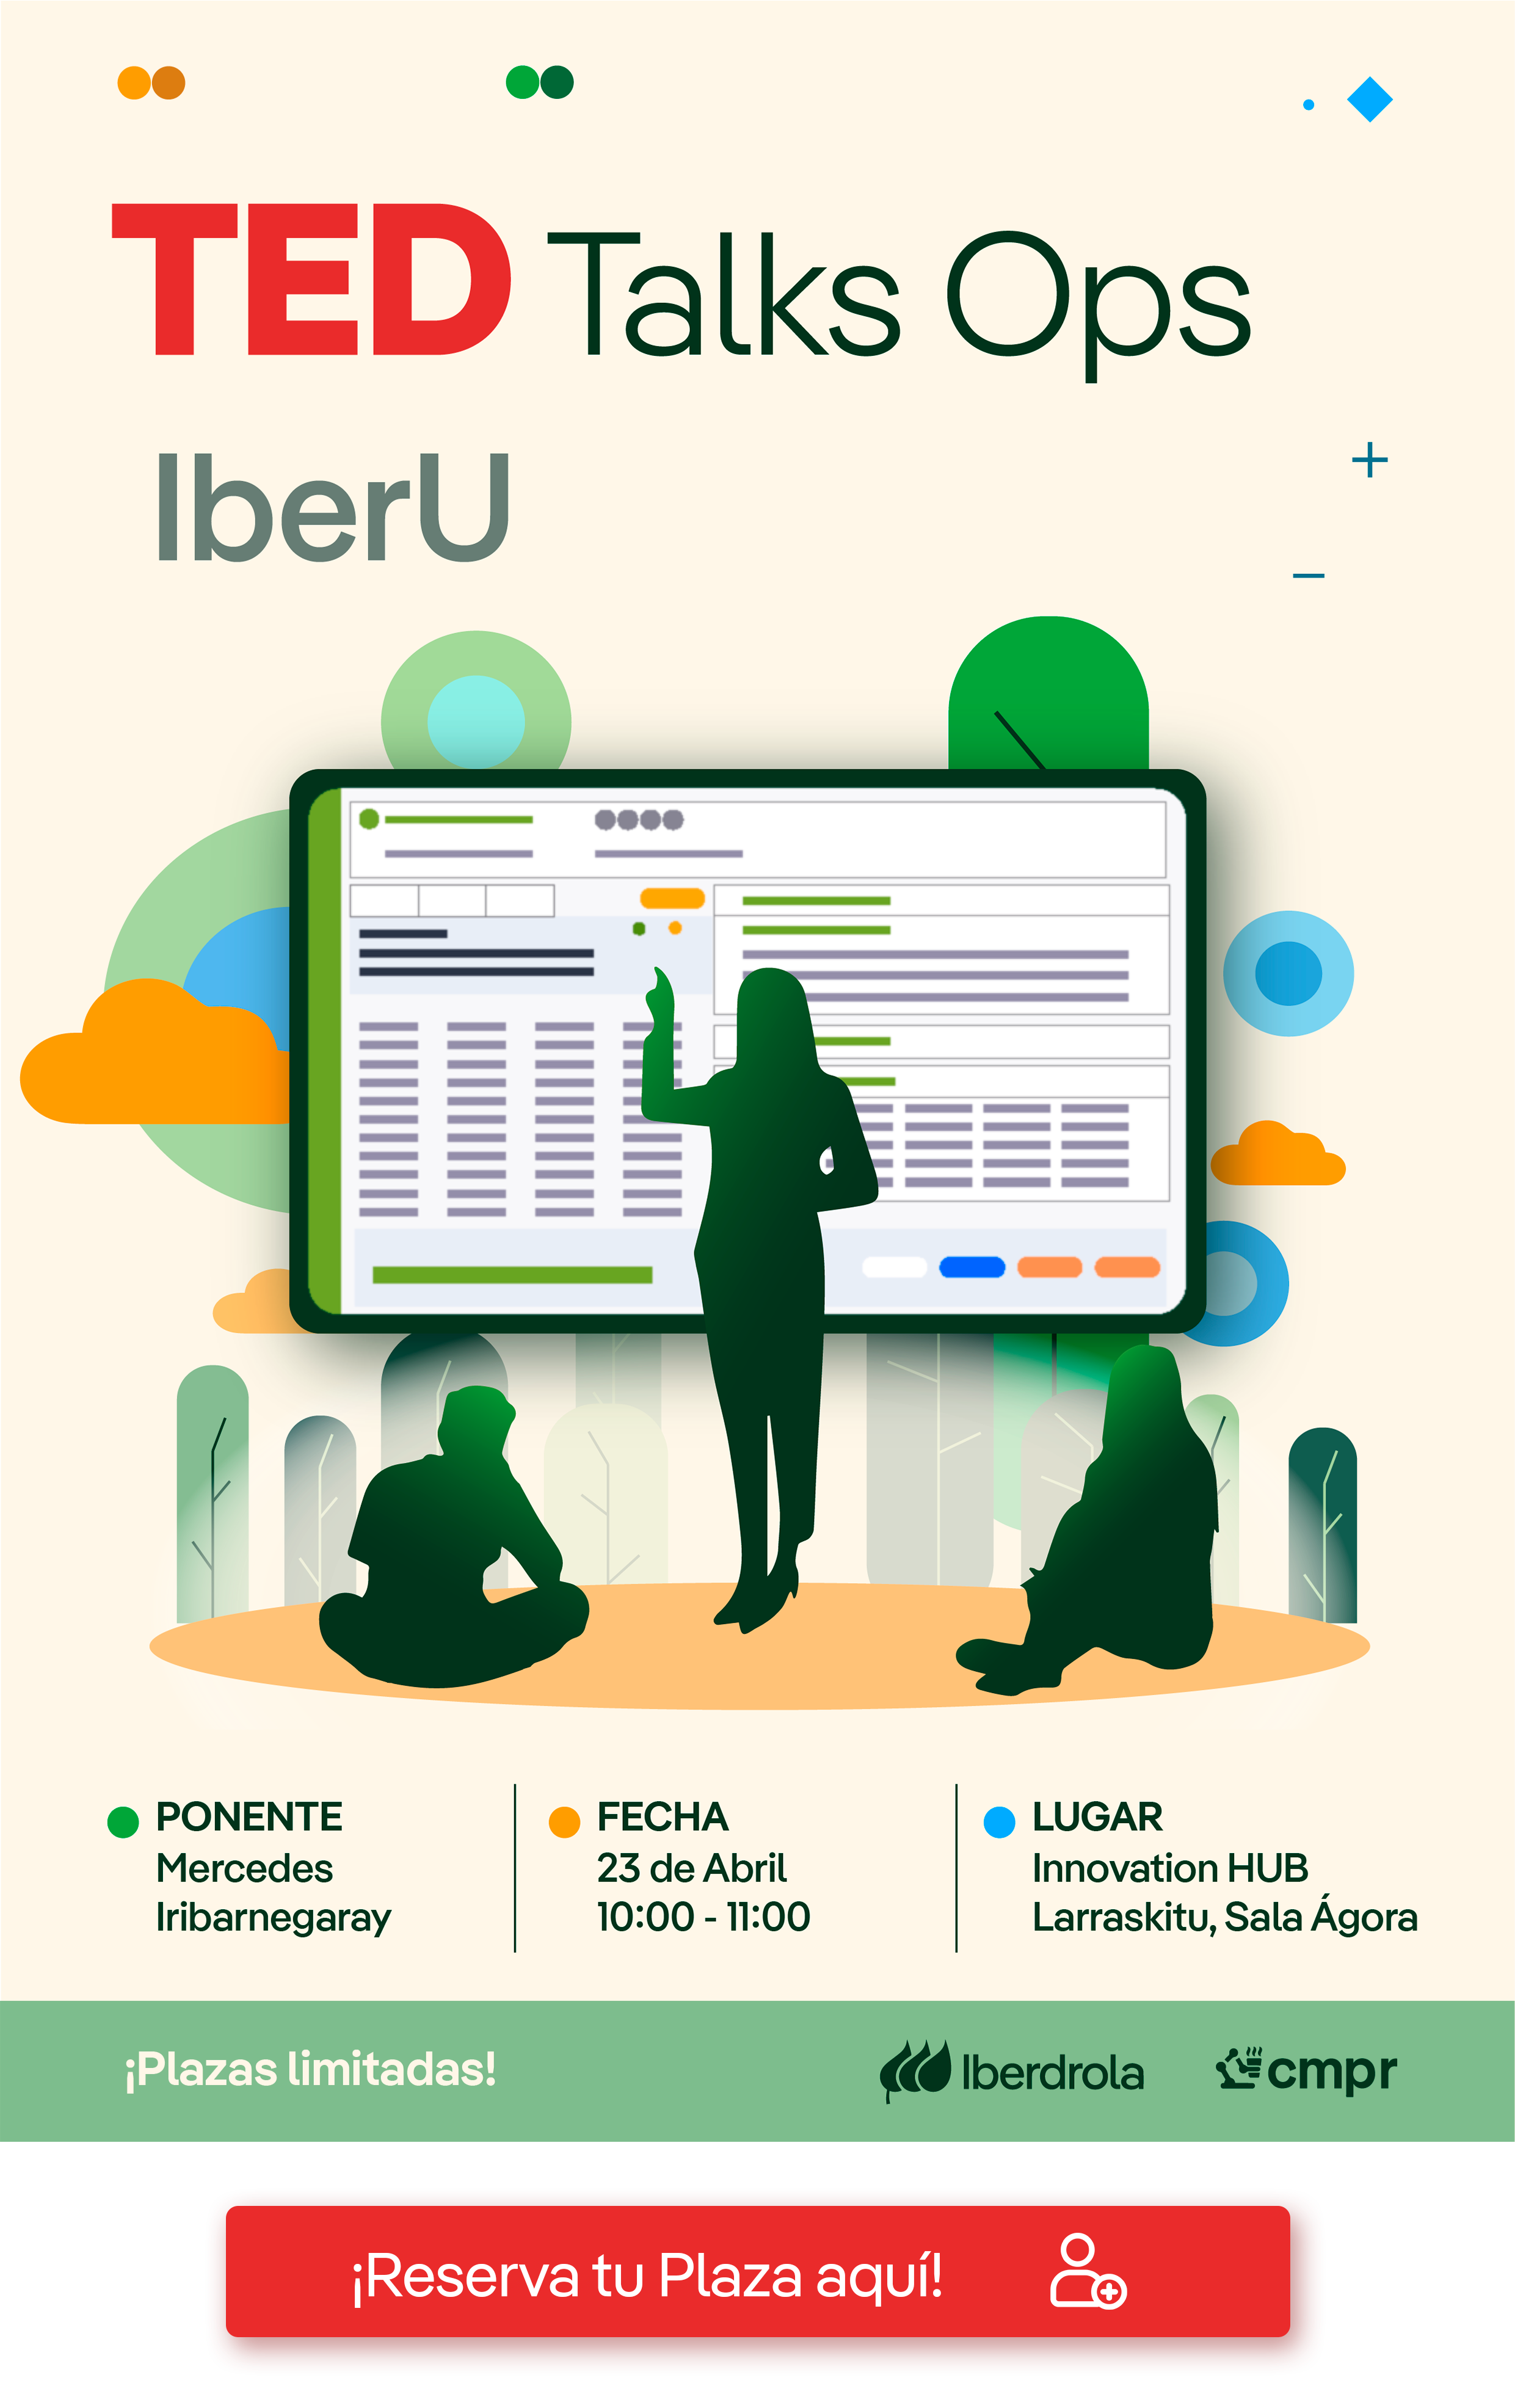 TED Talks Ops
IberU
PONENTE
Mercedes
Iribarnegaray
FECHA
23 de Abril
10:00 - 11:00
LUGAR
Innovation HUB
Larraskitu, Sala Ágora
¡Plazas limitadas!
Iberdrola
cmpr
¡Reserva tu Plaza aquí!